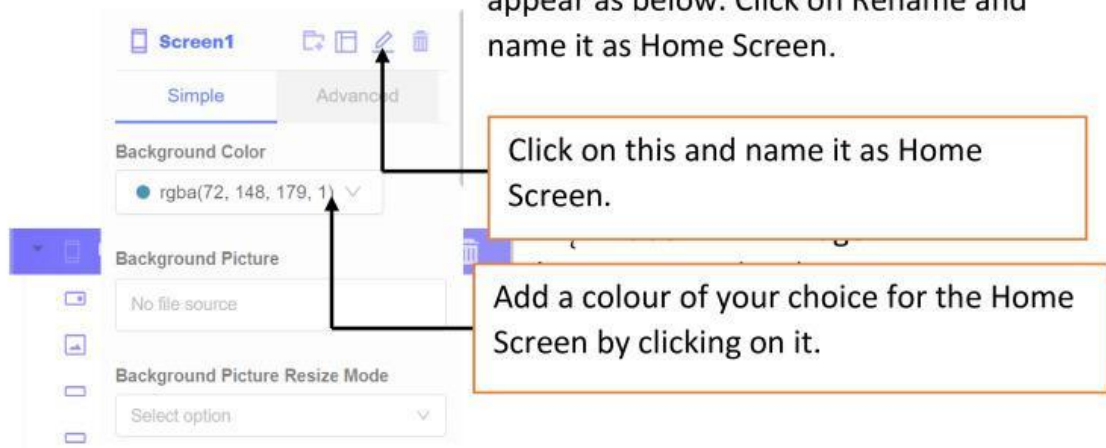 appear as below. Click on Rename and
name it as Home Screen.
Screen1
Simple Advanced
Background Color
rgba(72, 148, 179, 1)
Click on this and name it as Home
Screen.
Background Picture
No file source
Add a colour of your choice for the Home
Screen by clicking on it.
Background Picture Resize Mode
Select option